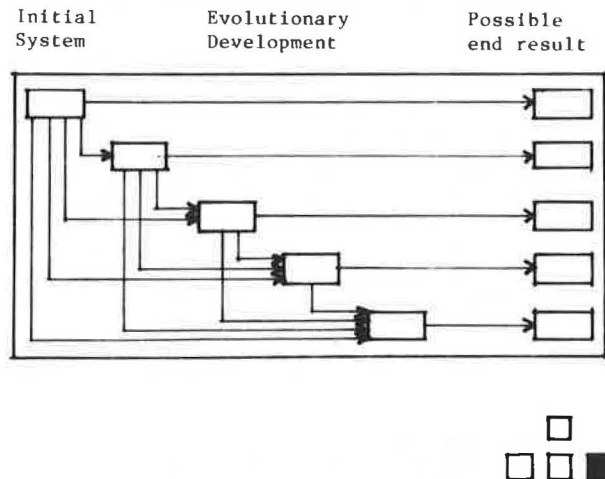 Initial System
Evolutionary Development
Possible end result